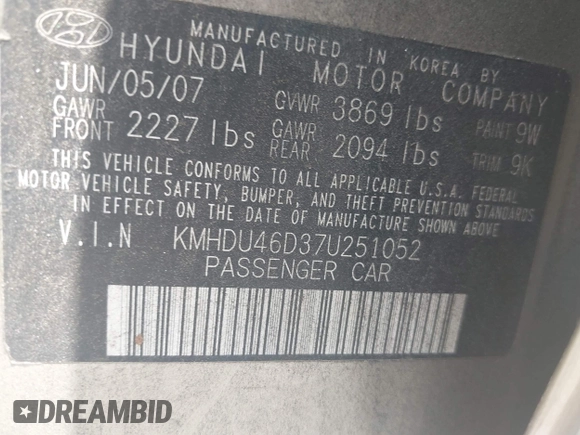 MANUFACTURED IN KOREA BY
HYUNDAI MOTOR COMPANY
JUN/05/07 GVWR 3869 lbs PAINT 9W
GAWR FRONT 2227 lbs GAWR REAR 2094 lbs TRIM 9K
THIS VEHICLE CONFORMS TO ALL APPLICABLE U.S.A. FEDERAL
MOTOR VEHICLE SAFETY, BUMPER, AND THEFT PREVENTION STANDARDS
IN EFFECT ON THE DATE OF MANUFACTURE SHOWN ABOVE
V.I.N KMHDU46D37U251052
PASSENGER CAR
DREAMBID